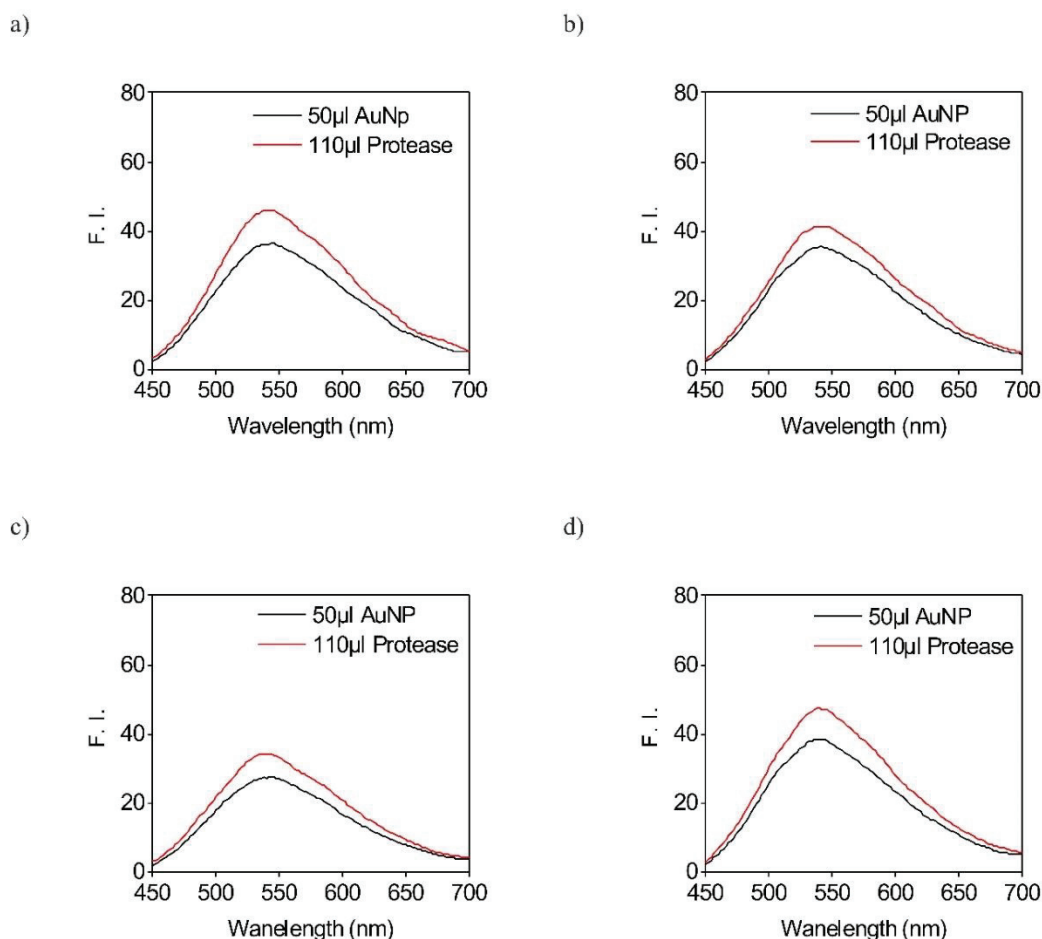 a)
80
60
40
20
0
F. I.
50µl AuNp
110µl Protease
450 500 550 600 650 700
Wavelength (nm)
b)
80
60
40
20
0
F. I.
50µl AuNP
110µl Protease
450 500 550 600 650 700
Wavelength (nm)
c)
80
60
40
20
0
F. I.
50µl AuNP
110µl Protease
450 500 550 600 650 700
Wanelength (nm)
d)
80
60
40
20
0
F. I.
50µl AuNP
110µl Protease
450 500 550 600 650 700
Wanelength (nm)